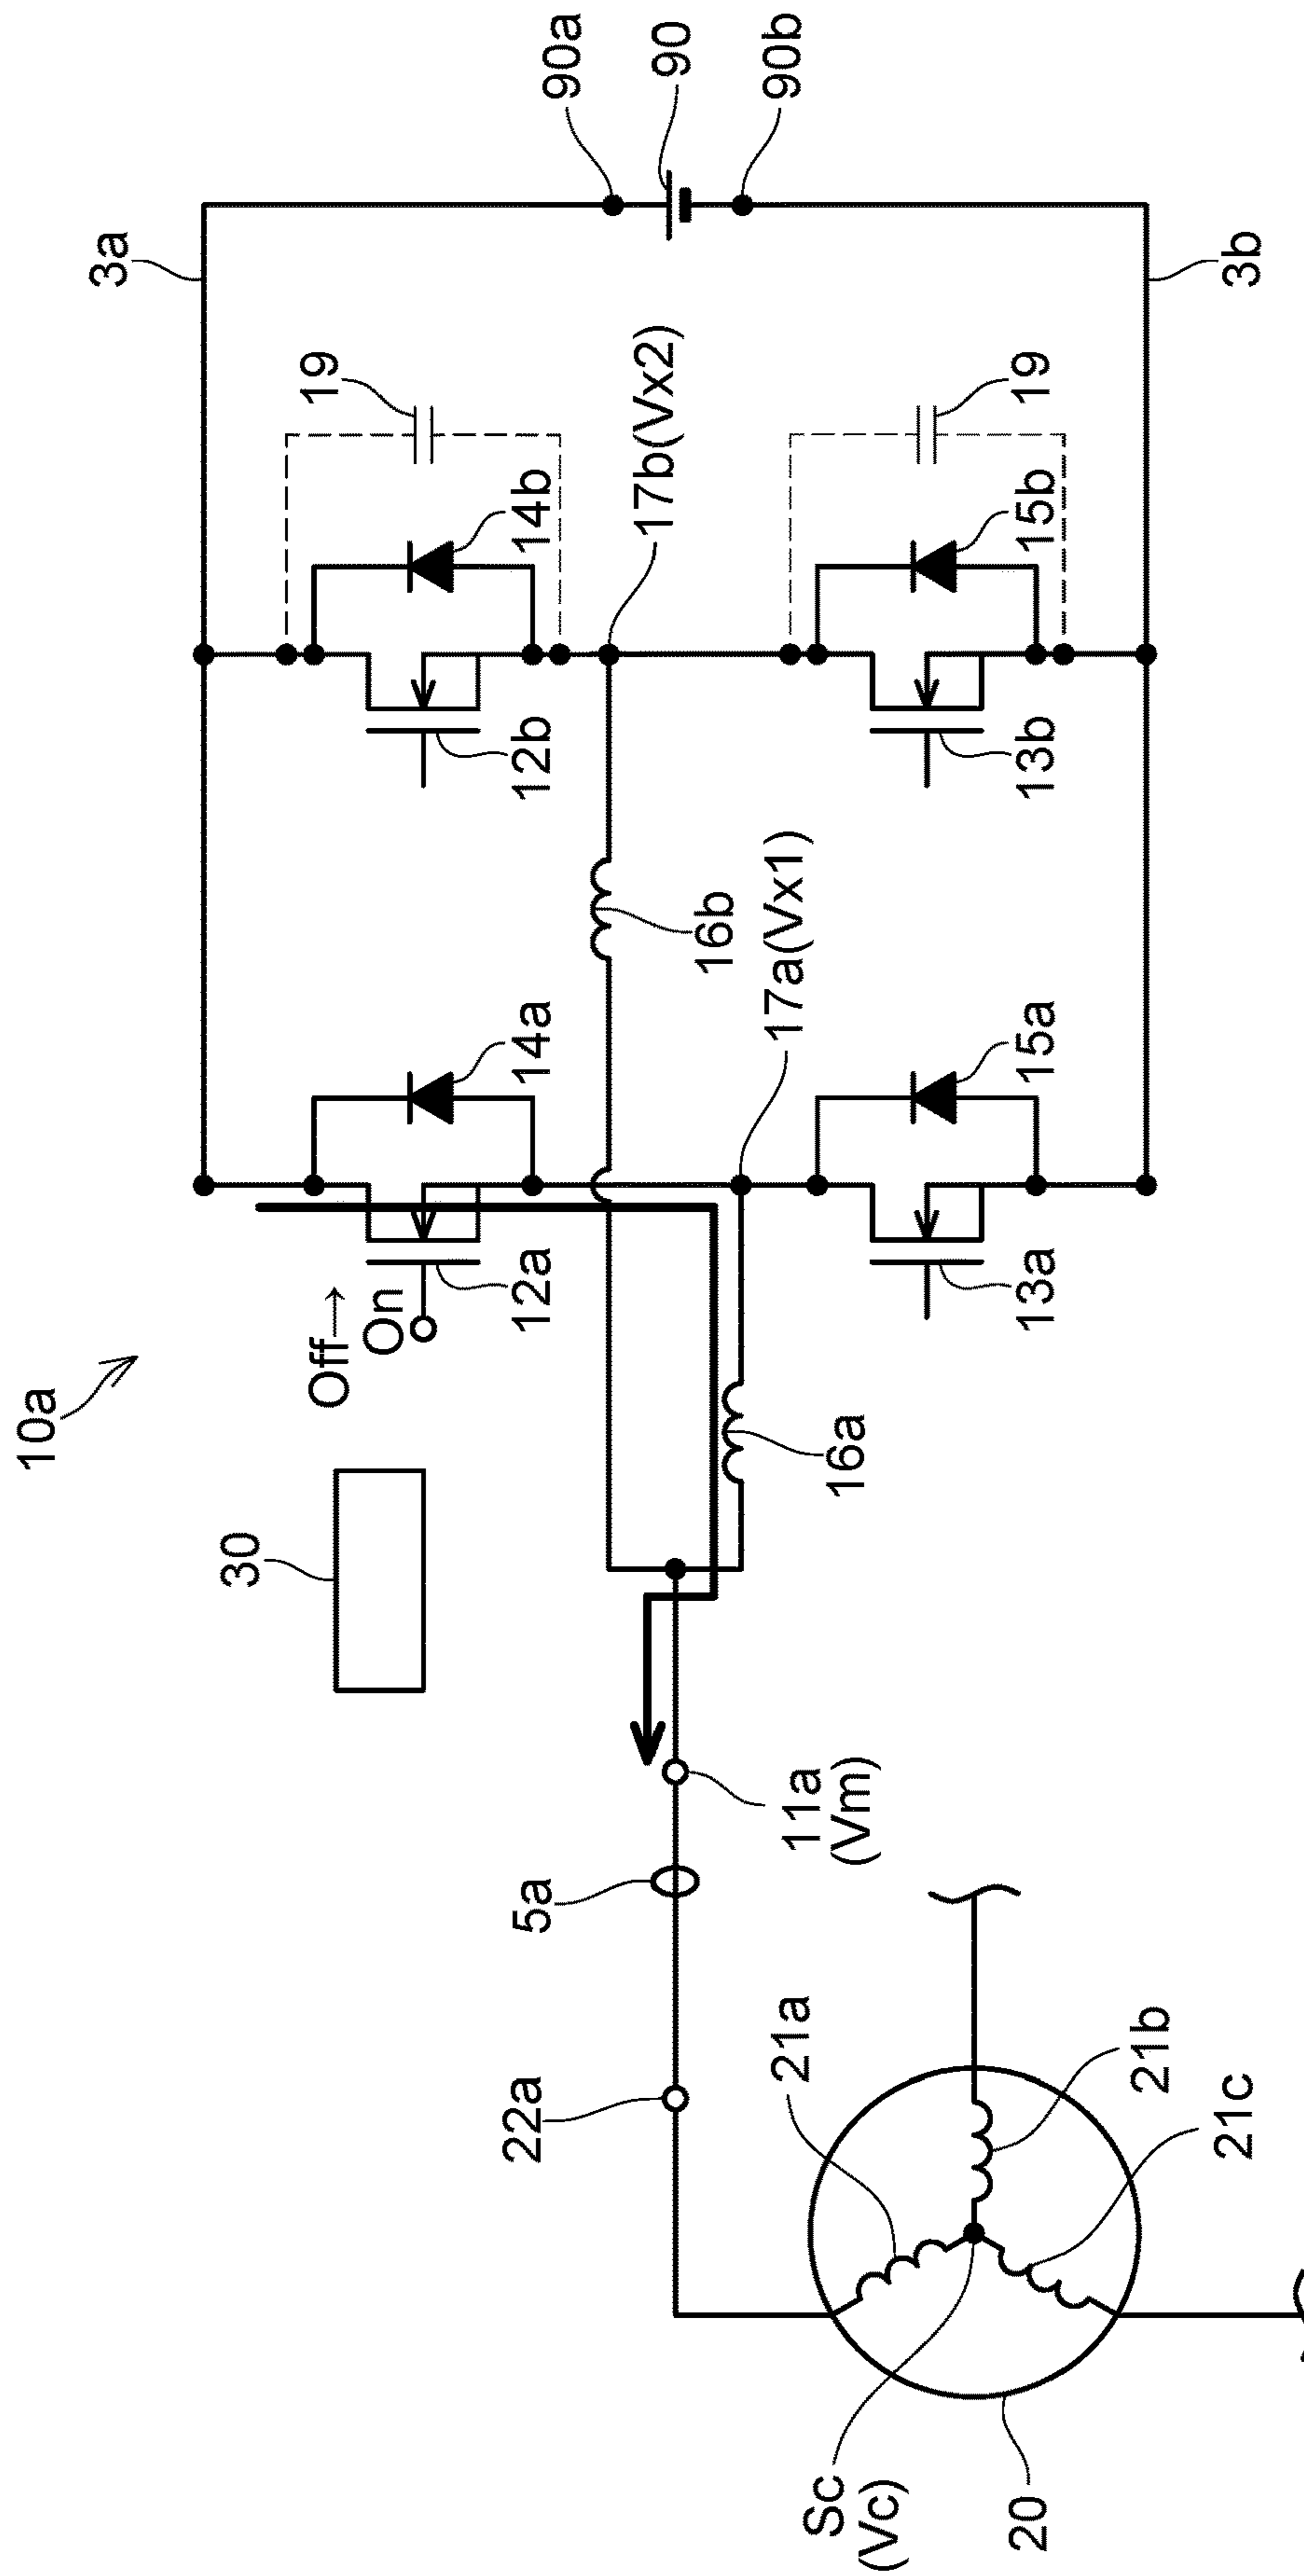 10a
3a
90a
90
90b
3b
30
Off→
On
12a
14a
12b
14b
19
16b
17b(Vx2)
17a(Vx1)
16a
13a
15a
13b
15b
19
22a
5a
11a
(Vm)
21a
21b
21c
Sc
(Vc)
20